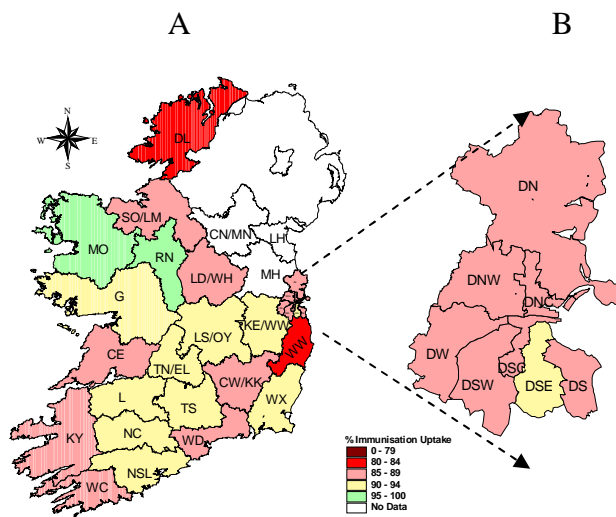 A B
N
W E
S
DL
DN
SO/LM
CN/MN
LH
MO
RN
LD/WH
MH
DNW
DNC
G
LS/OY
KE/WW
WW
CE
TN/EL
CW/KK
DW
DSC
DSW
DSE
DS
L
TS
WX
KY
NC
WD
NSL
WC
% Immunisation Uptake
0 - 79
80 - 84
85 - 89
90 - 94
95 - 100
No Data